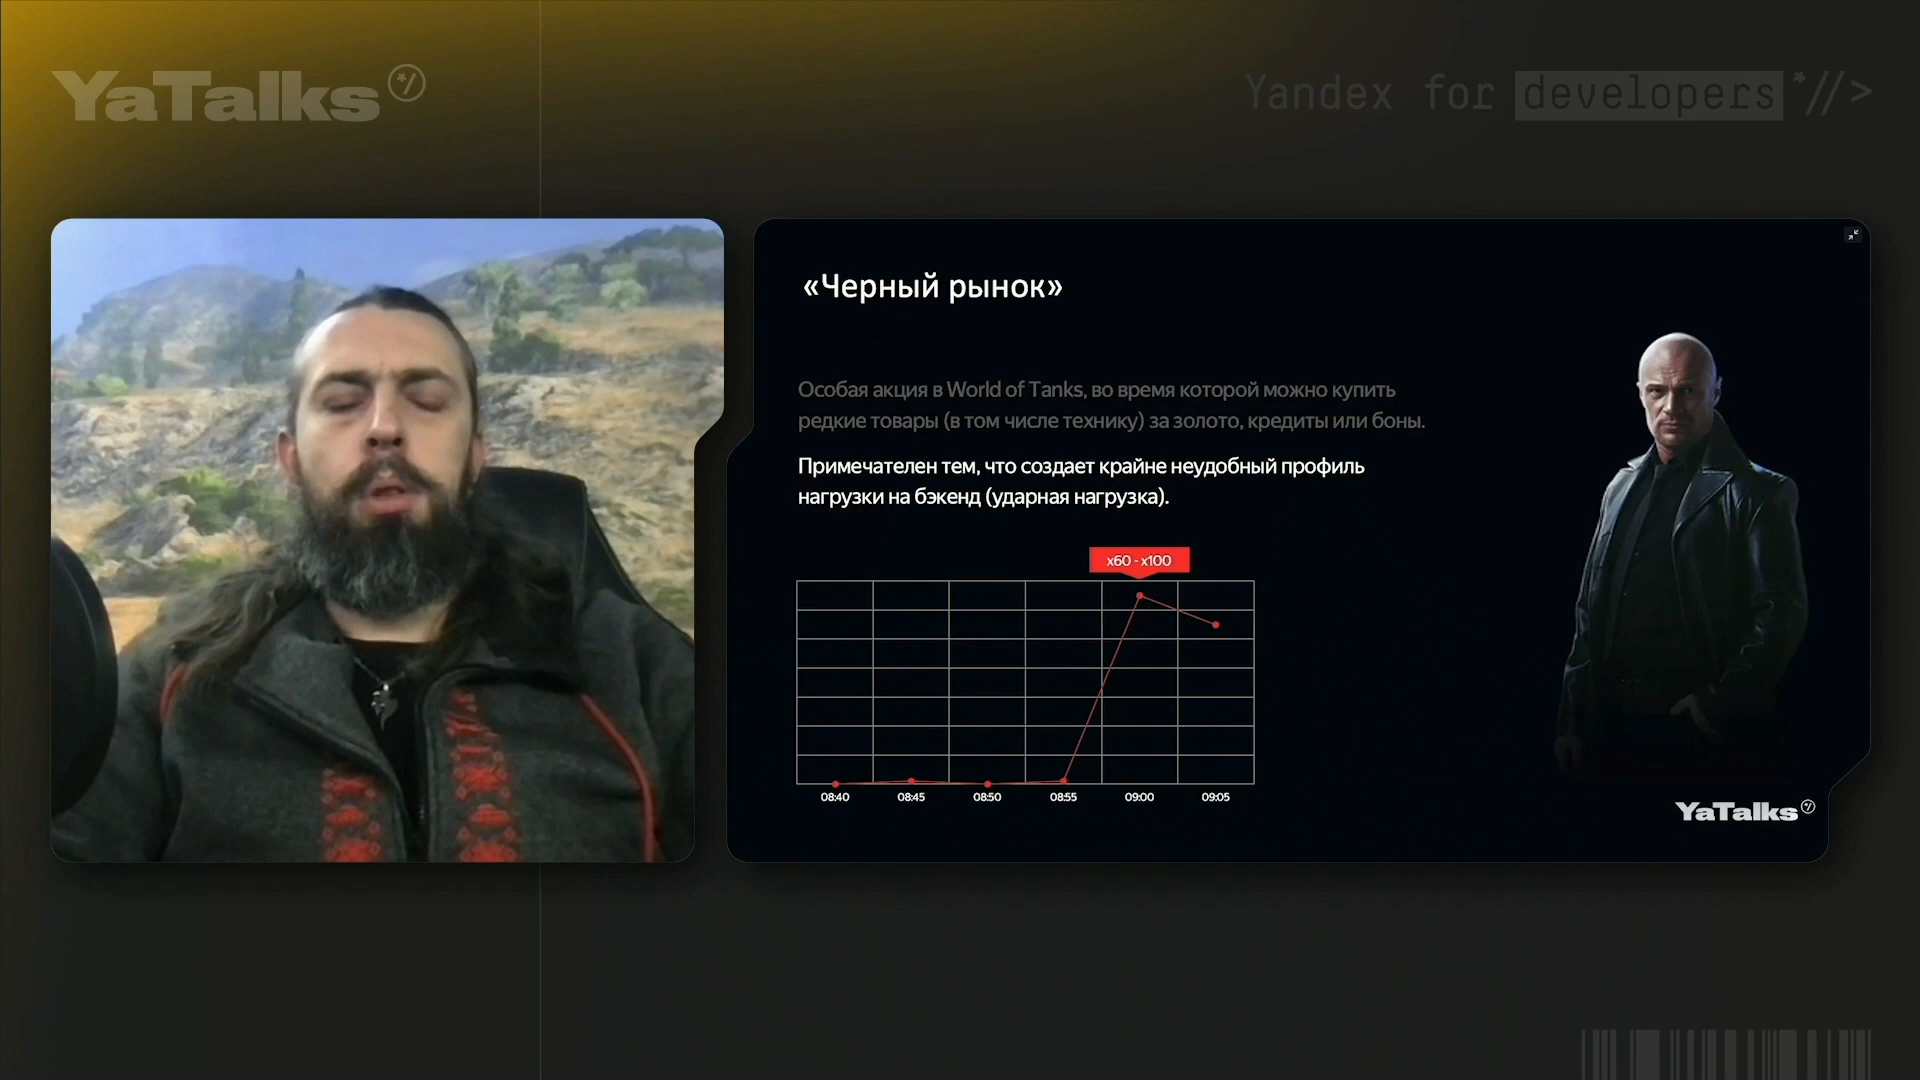 YaTalks
Yandex for developers*//>
«Черный рынок»
Особая акция в World of Tanks, во время которой можно купить
редкие товары (в том числе технику) за золото, кредиты или боны.
Примечателен тем, что создает крайне неудобный профиль
нагрузки на бэкенд (ударная нагрузка).
x60 - x100
08:40 08:45 08:50 08:55 09:00 09:05
YaTalks